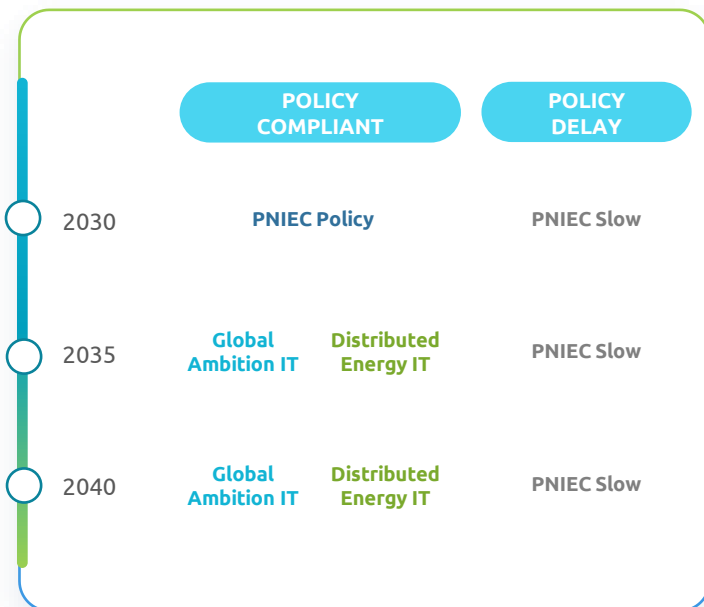 POLICY
COMPLIANT
POLICY
DELAY
2030
PNIEC Policy
PNIEC Slow
2035
Global
Ambition IT
Distributed
Energy IT
PNIEC Slow
2040
Global
Ambition IT
Distributed
Energy IT
PNIEC Slow